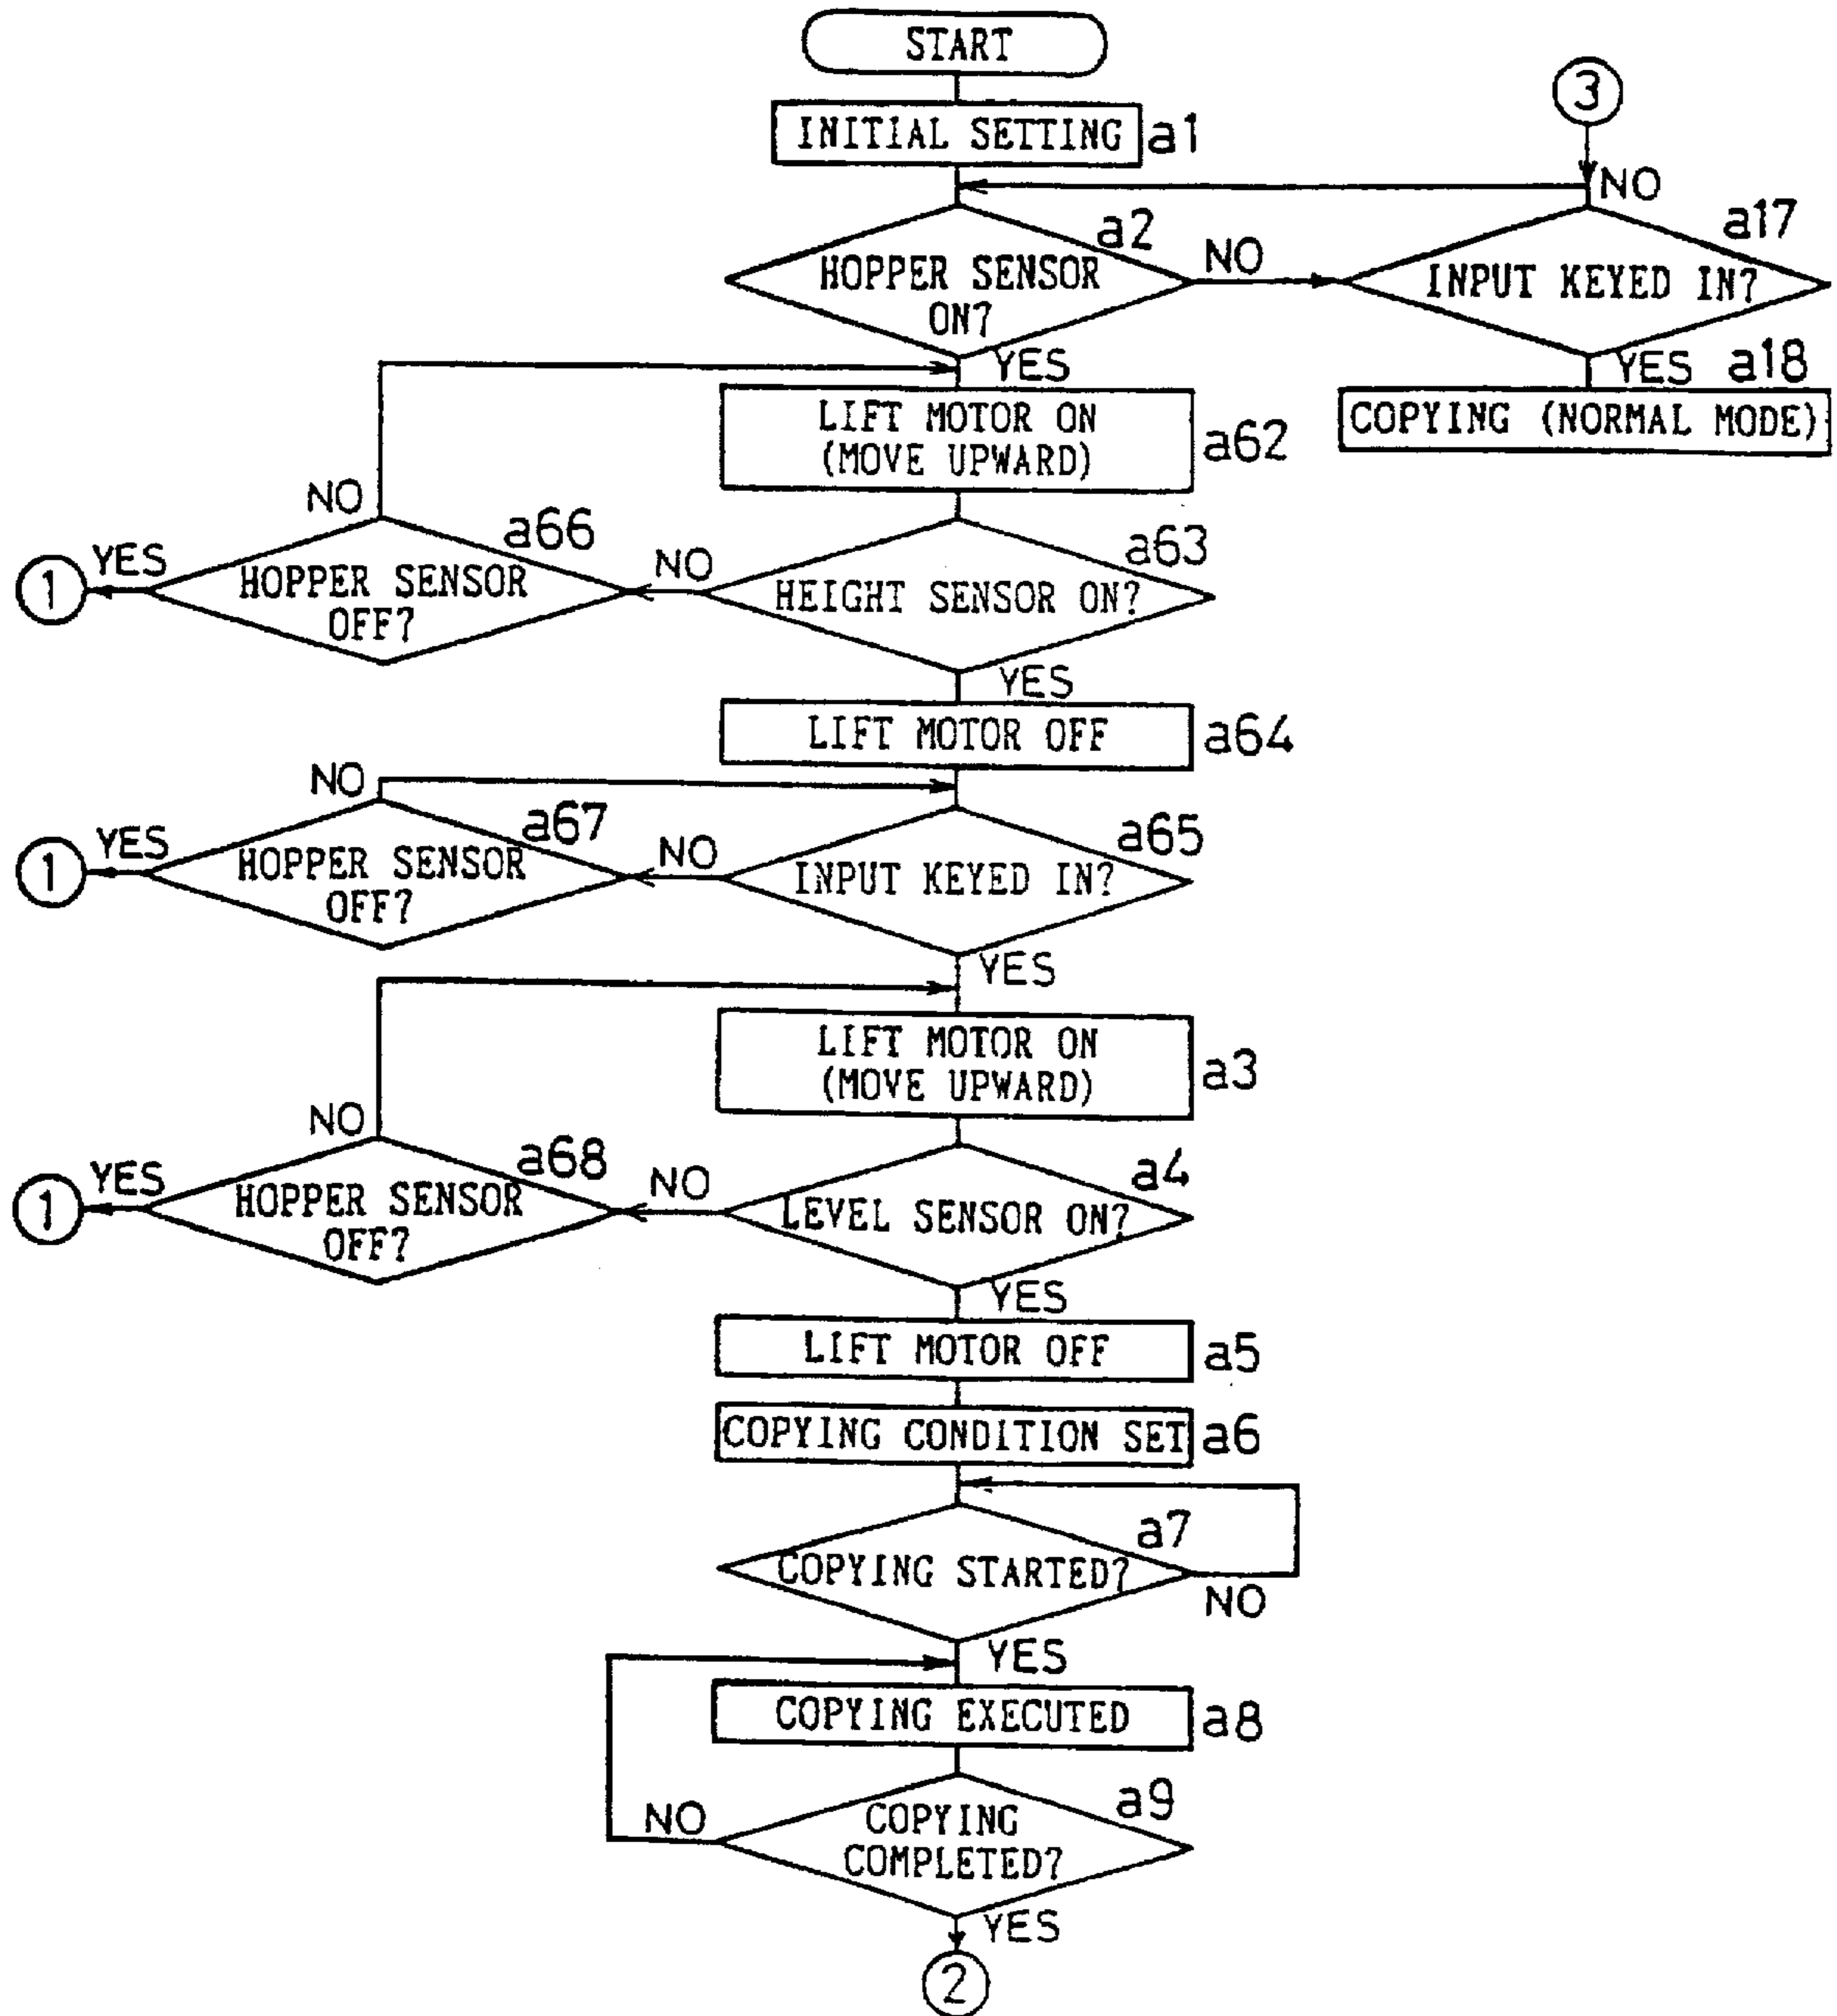 START
3
INITIAL SETTING a1
NO
a2
a17
HOPPER SENSOR
ON?
NO
INPUT KEYED IN?
YES
YES a18
LIFT MOTOR ON
(MOVE UPWARD)
a62
COPYING (NORMAL MODE)
NO
a66
a63
1
YES
HOPPER SENSOR
OFF?
NO
HEIGHT SENSOR ON?
YES
LIFT MOTOR OFF a64
NO
a67
a65
1
YES
HOPPER SENSOR
OFF?
NO
INPUT KEYED IN?
YES
LIFT MOTOR ON
(MOVE UPWARD)
a3
NO
a68
a4
1
YES
HOPPER SENSOR
OFF?
NO
LEVEL SENSOR ON?
YES
LIFT MOTOR OFF a5
COPYING CONDITION SET a6
a7
COPYING STARTED?
NO
YES
COPYING EXECUTED a8
a9
NO
COPYING
COMPLETED?
YES
2